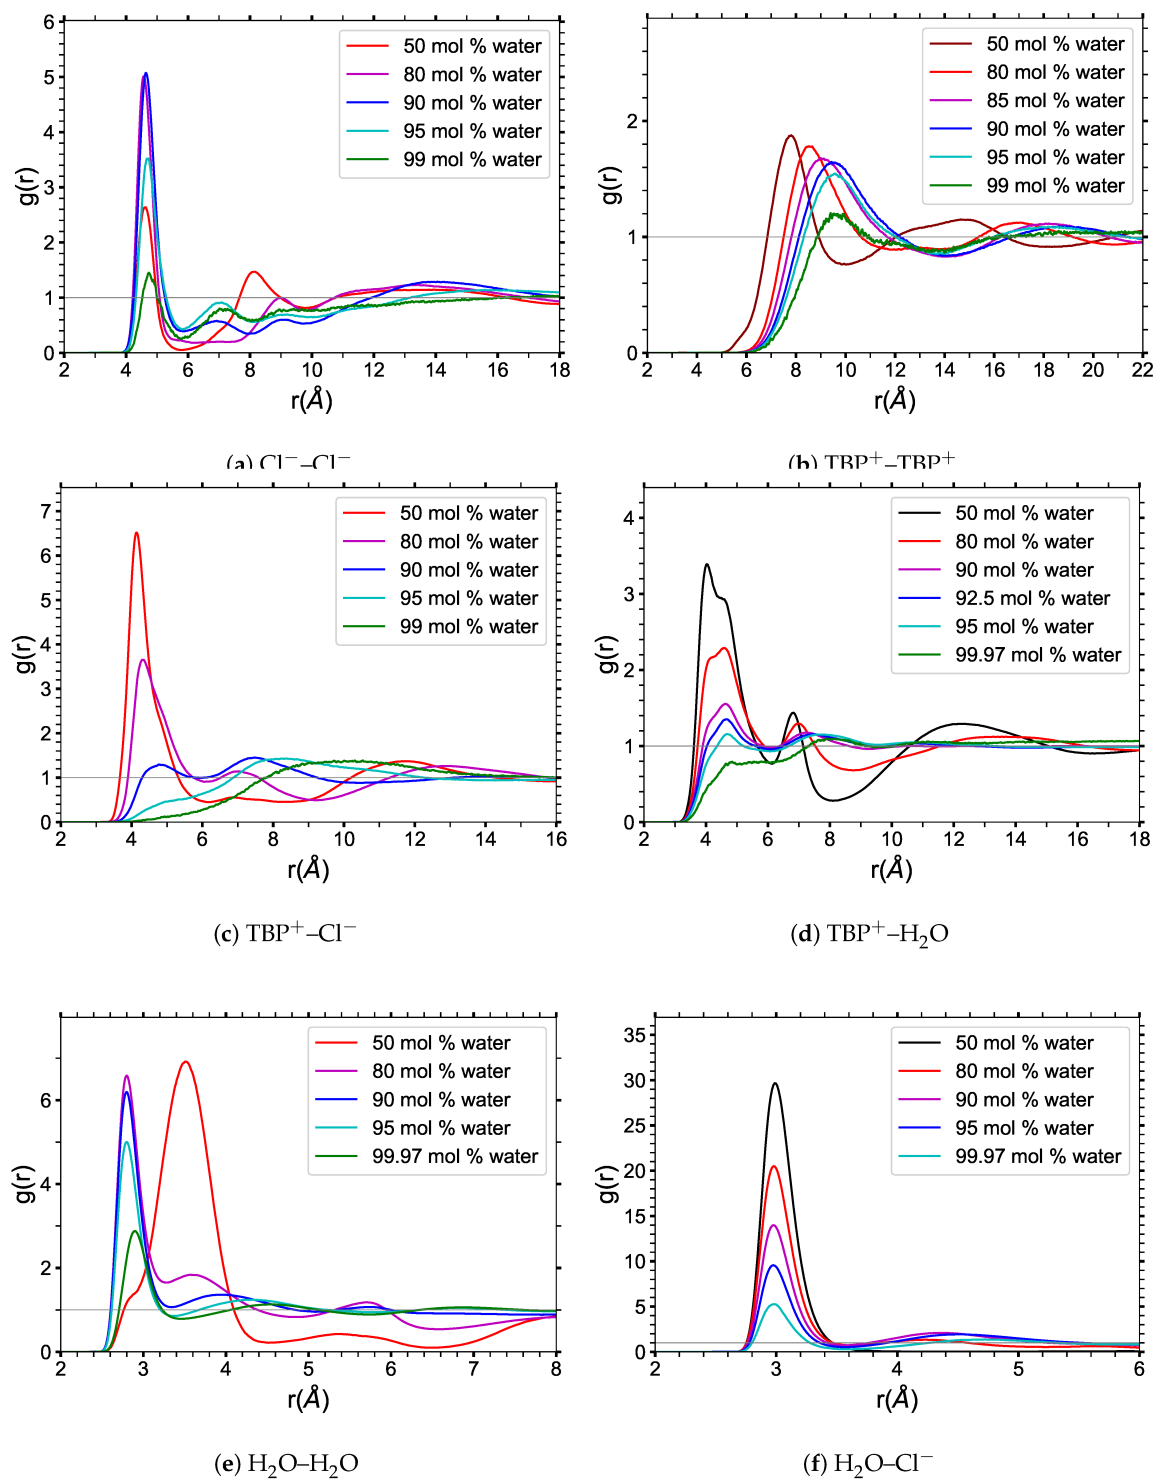 6
5
4
3
2
1
0
g(r)
50 mol % water
80 mol % water
90 mol % water
95 mol % water
99 mol % water
2 4 6 8 10 12 14 16 18
r(Å)
(a) Cl⁻–Cl⁻
2
1
0
g(r)
50 mol % water
80 mol % water
85 mol % water
90 mol % water
95 mol % water
99 mol % water
2 4 6 8 10 12 14 16 18 20 22
r(Å)
(b) TBP⁺–TBP⁺
7
6
5
4
3
2
1
0
g(r)
50 mol % water
80 mol % water
90 mol % water
95 mol % water
99 mol % water
2 4 6 8 10 12 14 16
r(Å)
(c) TBP⁺–Cl⁻
4
3
2
1
0
g(r)
50 mol % water
80 mol % water
90 mol % water
92.5 mol % water
95 mol % water
99.97 mol % water
2 4 6 8 10 12 14 16 18
r(Å)
(d) TBP⁺–H₂O
6
4
2
0
g(r)
50 mol % water
80 mol % water
90 mol % water
95 mol % water
99.97 mol % water
2 3 4 5 6 7 8
r(Å)
(e) H₂O–H₂O
35
30
25
20
15
10
5
0
g(r)
50 mol % water
80 mol % water
90 mol % water
95 mol % water
99.97 mol % water
2 3 4 5 6
r(Å)
(f) H₂O–Cl⁻